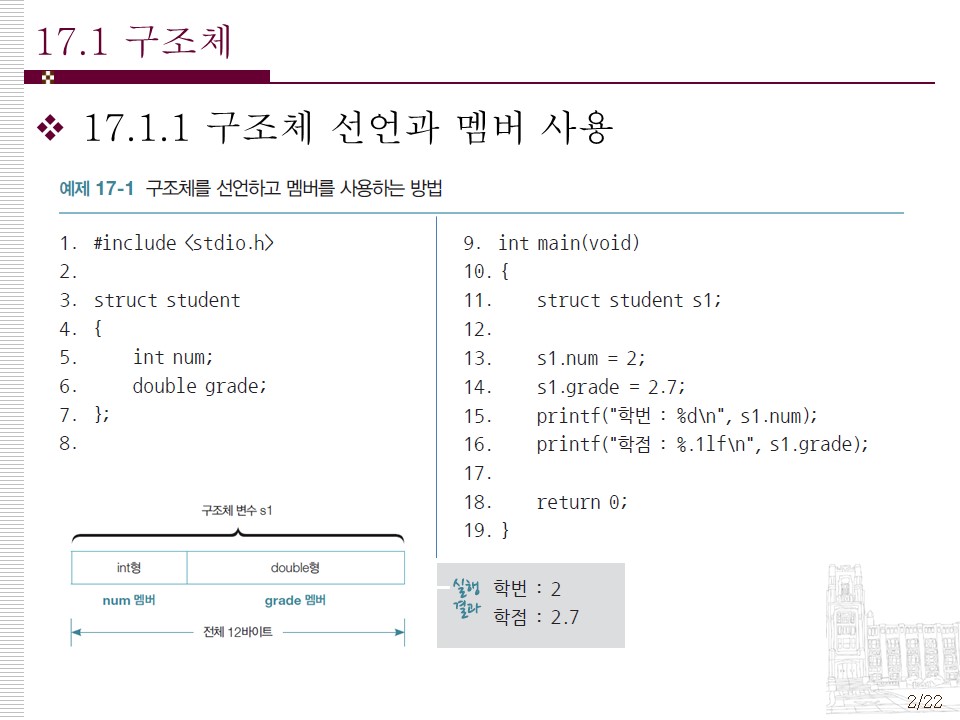 17.1 구조체
17.1.1 구조체 선언과 멤버 사용
예제 17-1 구조체를 선언하고 멤버를 사용하는 방법
1. #include <stdio.h>
2.
3. struct student
4. {
5.     int num;
6.     double grade;
7. };
8.
9. int main(void)
10. {
11.     struct student s1;
12.
13.     s1.num = 2;
14.     s1.grade = 2.7;
15.     printf("학번 : %d\n", s1.num);
16.     printf("학점 : %.1lf\n", s1.grade);
17.
18.     return 0;
19. }
구조체 변수 s1
int형 double형
num 멤버 grade 멤버
전체 12바이트
실행
결과
학번 : 2
학점 : 2.7
2/22